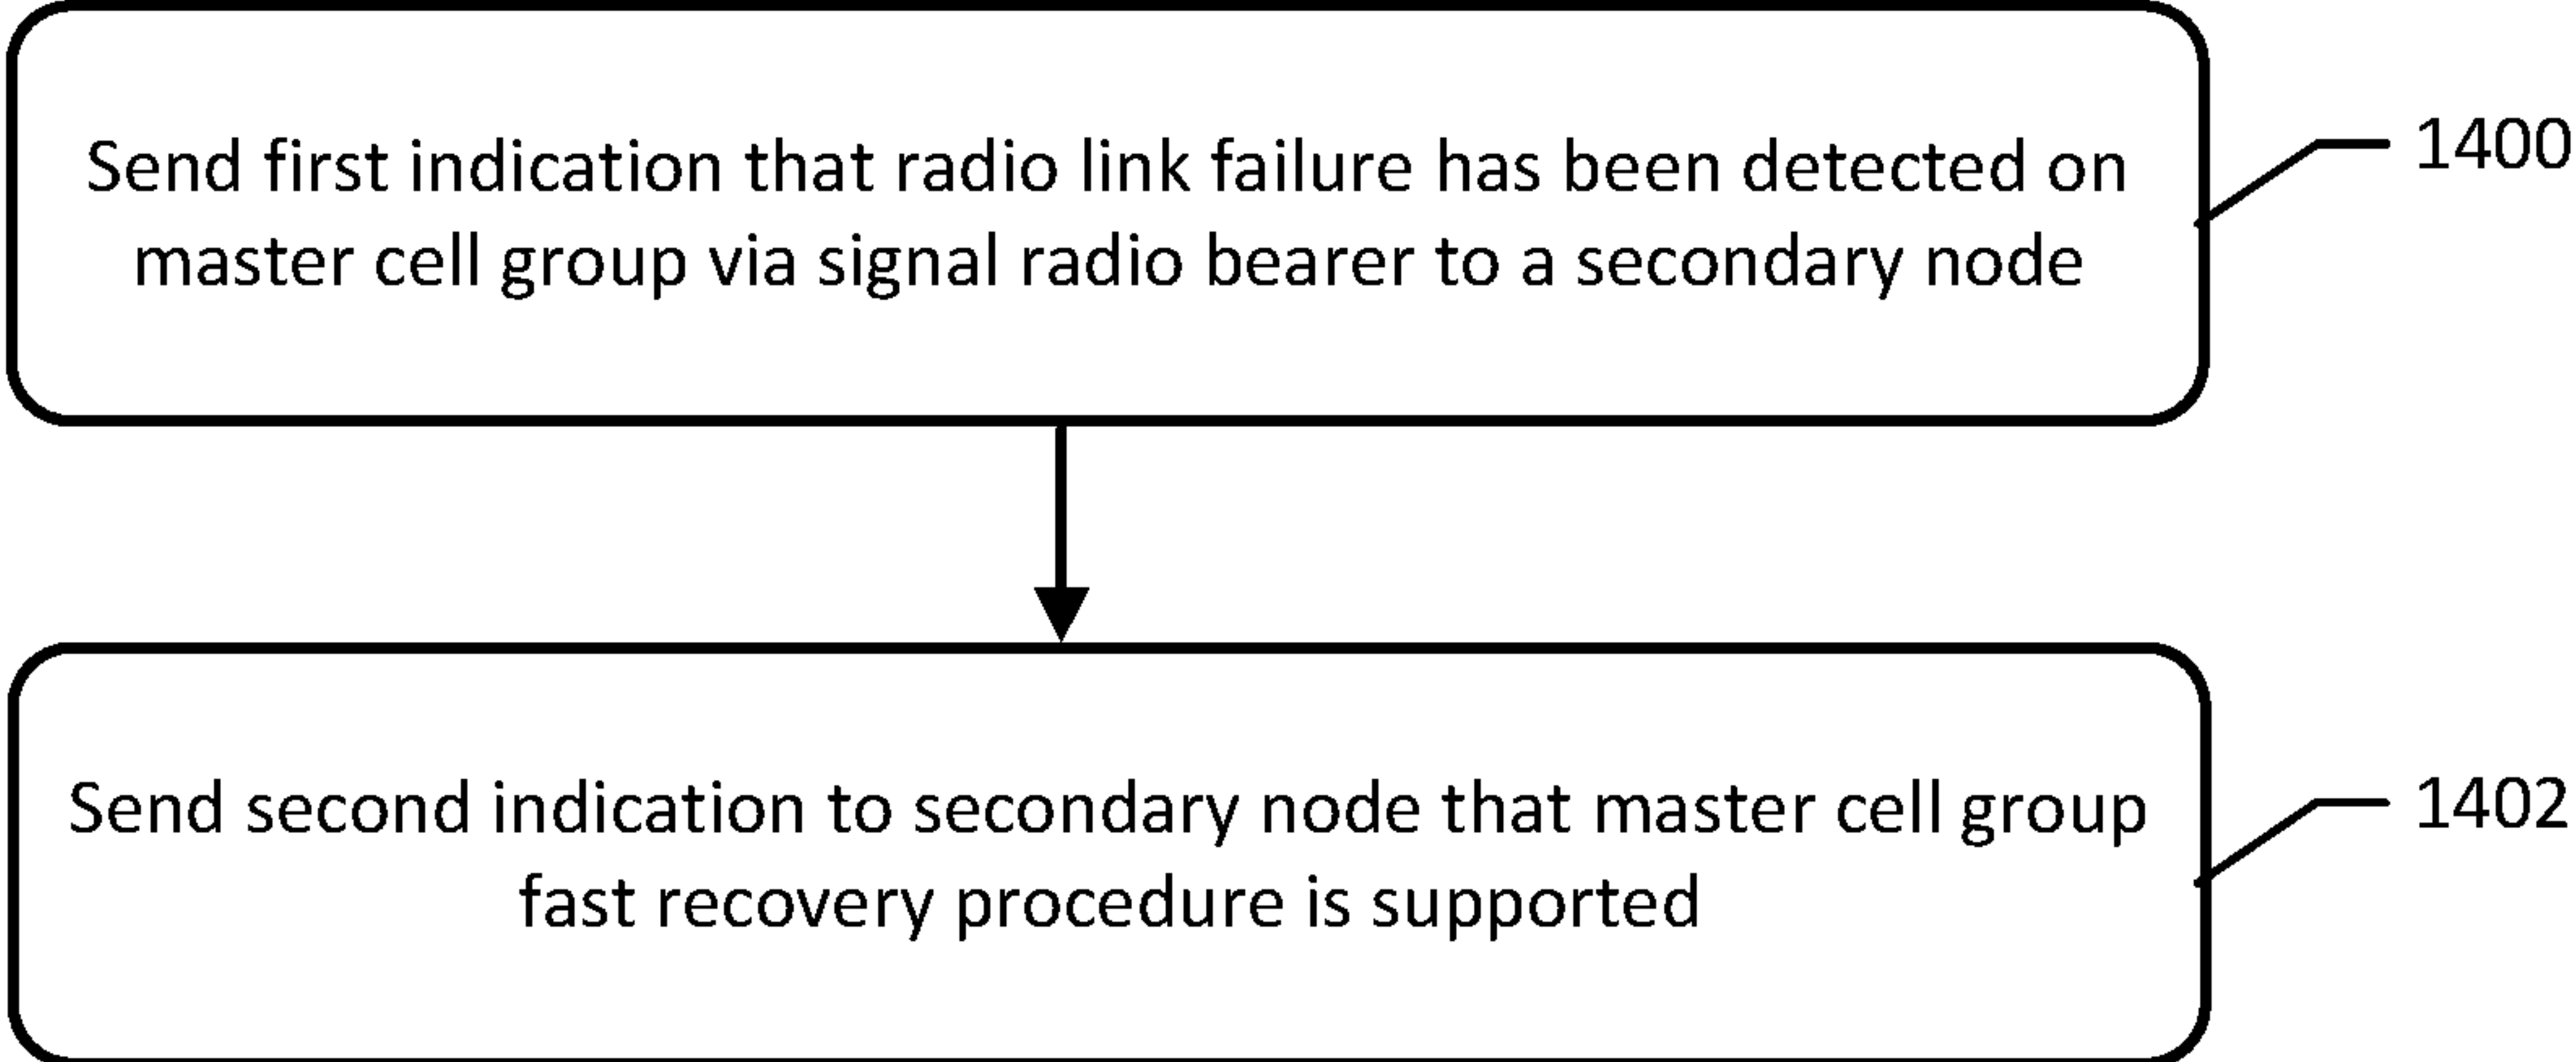 Send first indication that radio link failure has been detected on
master cell group via signal radio bearer to a secondary node
1400
Send second indication to secondary node that master cell group
fast recovery procedure is supported
1402